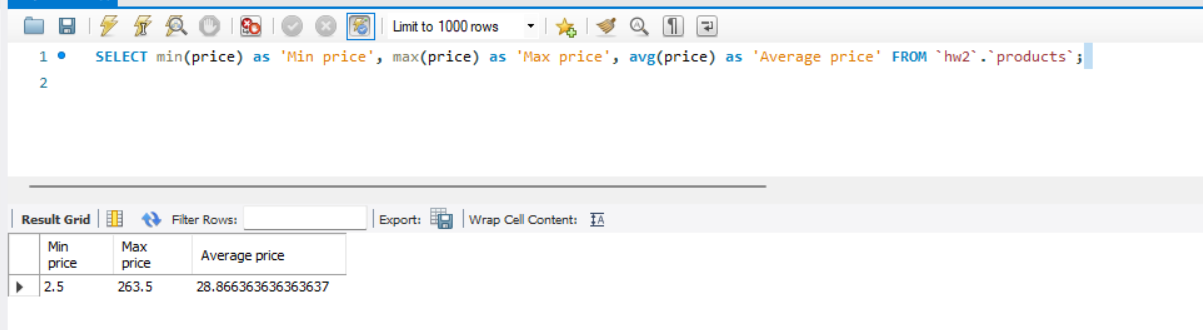 Limit to 1000 rows
1 SELECT min(price) as 'Min price', max(price) as 'Max price', avg(price) as 'Average price' FROM `hw2`.`products`;
2
Result Grid Filter Rows: Export: Wrap Cell Content:
Min price Max price Average price
2.5 263.5 28.866363636363637